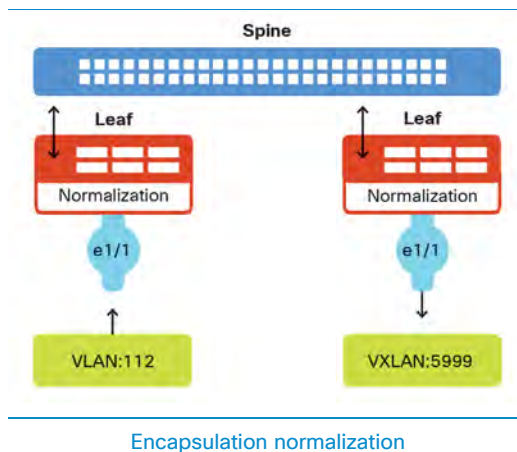 Spine
Leaf
Leaf
Normalization
Normalization
e1/1
e1/1
VLAN:112
VXLAN:5999
Encapsulation normalization